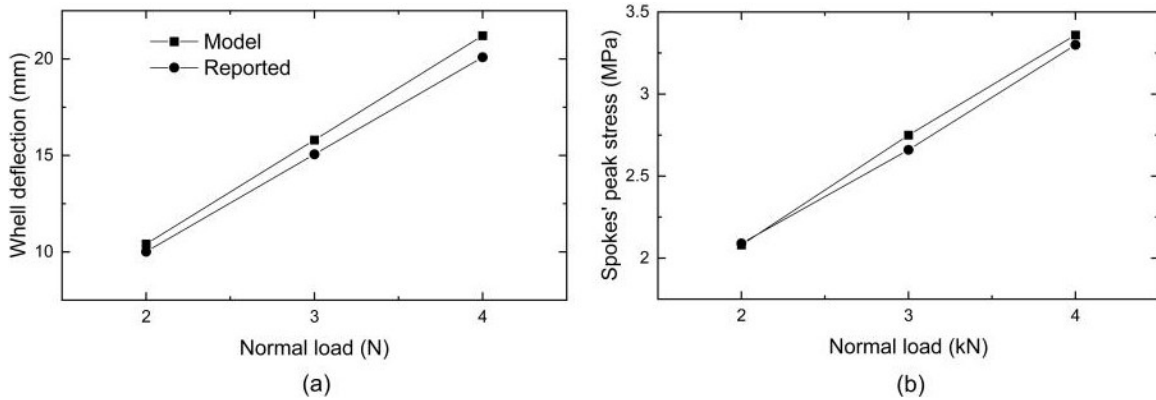 Whell deflection (mm)
20
15
10
Model
Reported
2
3
4
Normal load (N)
(a)
Spokes' peak stress (MPa)
3.5
3
2.5
2
2
3
4
Normal load (kN)
(b)